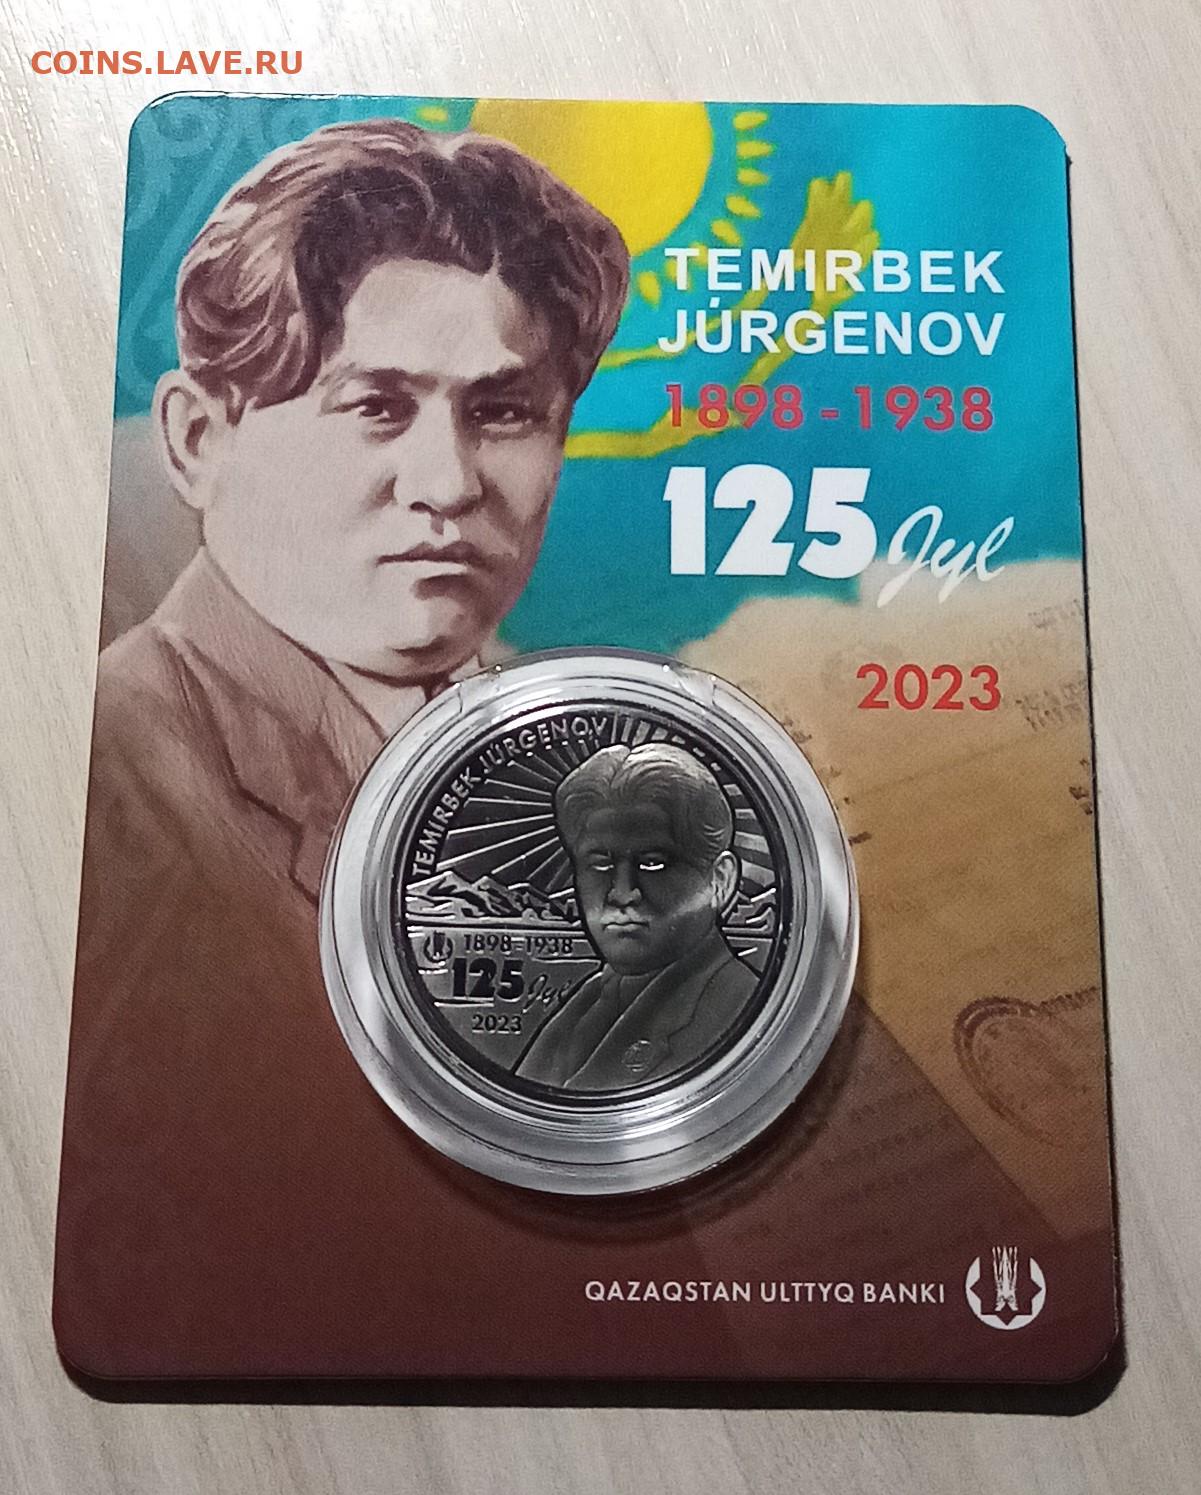 COINS.LAVE.RU
TEMIRBEK
JÚRGENOV
1898 - 1938
125 Jyl
2023
TEMIRBEK JÚRGENOV
1898-1938
125 Jyl
2023
QAZAQSTAN ULTTYQ BANKI